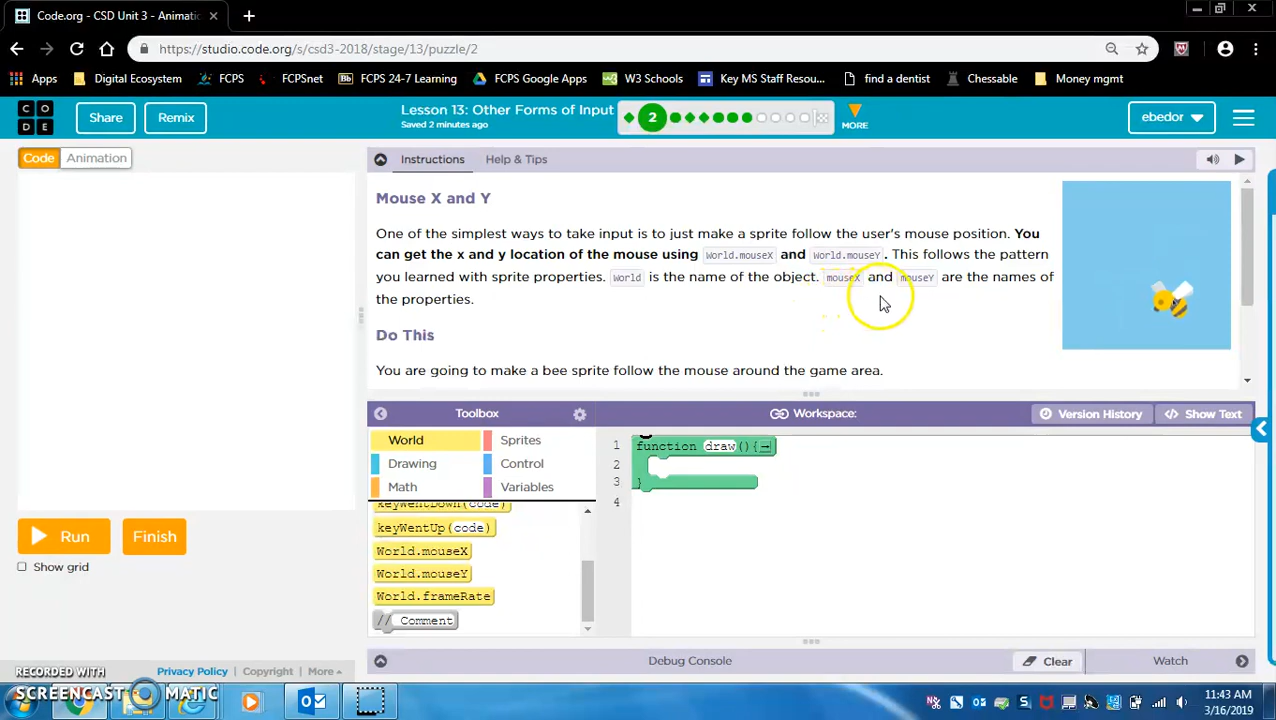 Code.org - CSD Unit 3 - Animatio
https://studio.code.org/s/csd3-2018/stage/13/puzzle/2
Apps Digital Ecosystem FCPS FCPSnet Bb FCPS 24-7 Learning FCPS Google Apps W3 Schools Key MS Staff Resou... find a dentist Chessable Money mgmt
CODE
Share
Remix
Lesson 13: Other Forms of Input
Saved 2 minutes ago
2
MORE
ebedor
Code Animation
Instructions Help & Tips
Mouse X and Y
One of the simplest ways to take input is to just make a sprite follow the user's mouse position. You
can get the x and y location of the mouse using World.mouseX and World.mouseY. This follows the pattern
you learned with sprite properties. World is the name of the object. mouseX and mouseY are the names of
the properties.
Do This
You are going to make a bee sprite follow the mouse around the game area.
Toolbox
Workspace:
Version History
</> Show Text
World Sprites
Drawing Control
Math Variables
keyWentDown(code)
keyWentUp(code)
World.mouseX
World.mouseY
World.frameRate
// Comment
1 function draw(){
2
3 }
4
Run Finish
Show grid
Debug Console
Clear
Watch
Privacy Policy | Copyright | More
RECORDED WITH
SCREENCAST MATIC
11:43 AM
3/16/2019